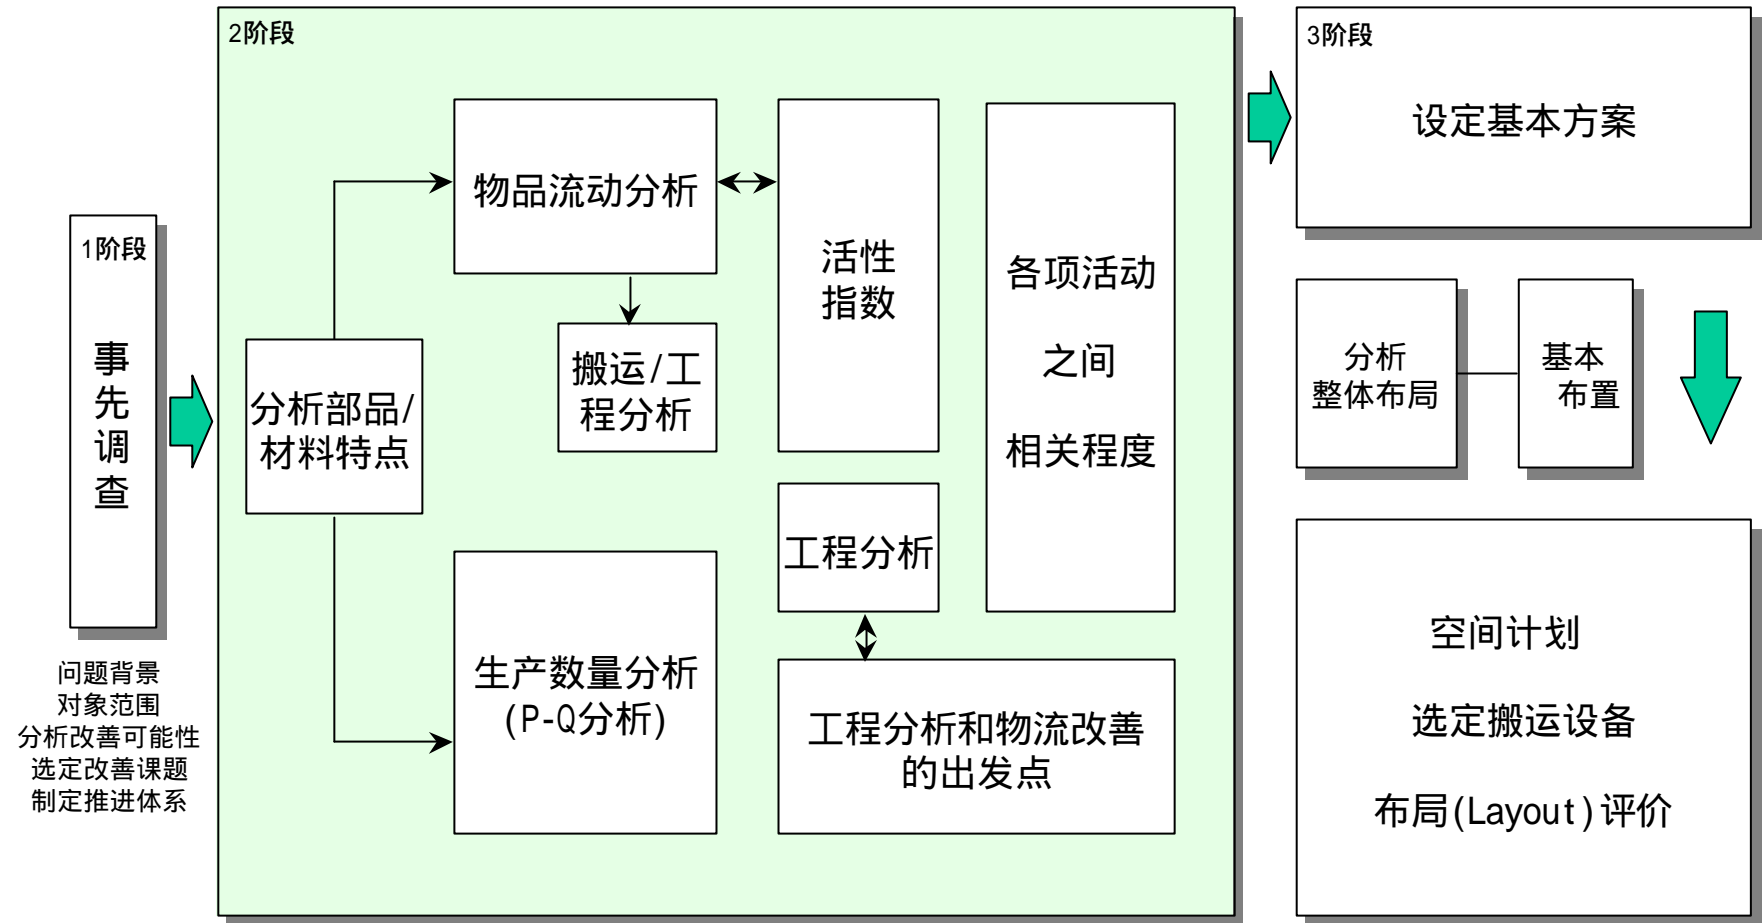 1阶段
事
先
调
查
问题背景
对象范围
分析改善可能性
选定改善课题
制定推进体系
2阶段
分析部品/
材料特点
物品流动分析
搬运/工
程分析
生产数量分析
(P-Q分析)
活性
指数
工程分析
工程分析和物流改善
的出发点
各项活动
之间
相关程度
3阶段
设定基本方案
分析
整体布局
基本
布置
空间计划
选定搬运设备
布局(Layout)评价